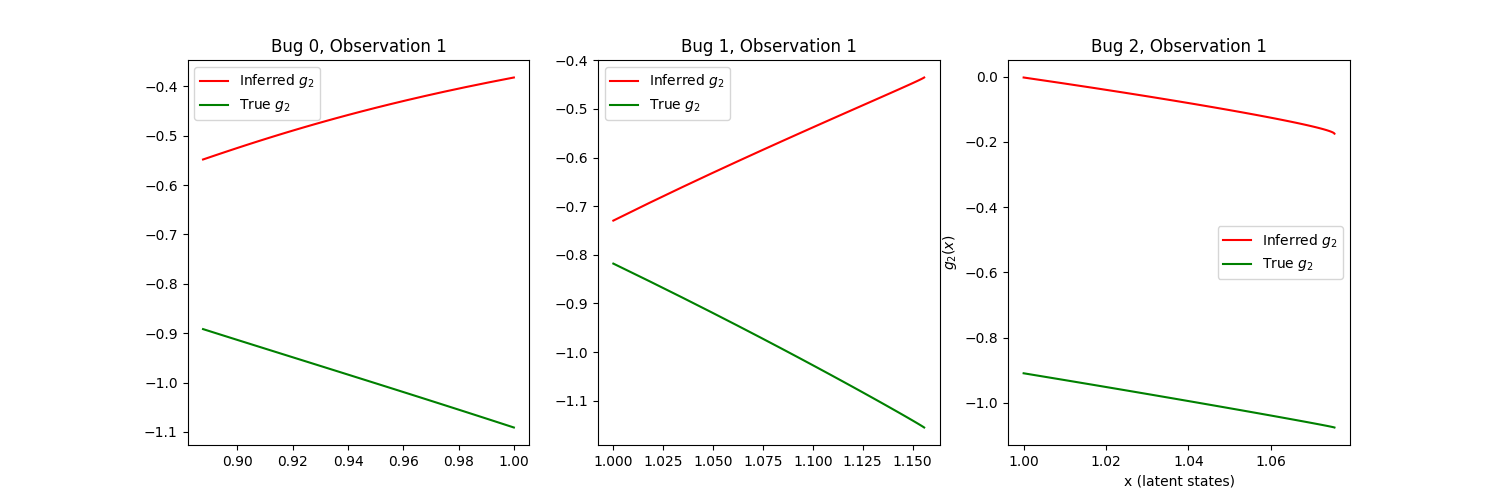 Bug 0, Observation 1
Inferred g₂
True g₂
−0.4
−0.5
−0.6
−0.7
−0.8
−0.9
−1.0
−1.1
0.90 0.92 0.94 0.96 0.98 1.00
Bug 1, Observation 1
Inferred g₂
True g₂
−0.4
−0.5
−0.6
−0.7
−0.8
−0.9
−1.0
−1.1
1.000 1.025 1.050 1.075 1.100 1.125 1.150
Bug 2, Observation 1
Inferred g₂
True g₂
g₂(x)
0.0
−0.2
−0.4
−0.6
−0.8
−1.0
1.00 1.02 1.04 1.06
x (latent states)